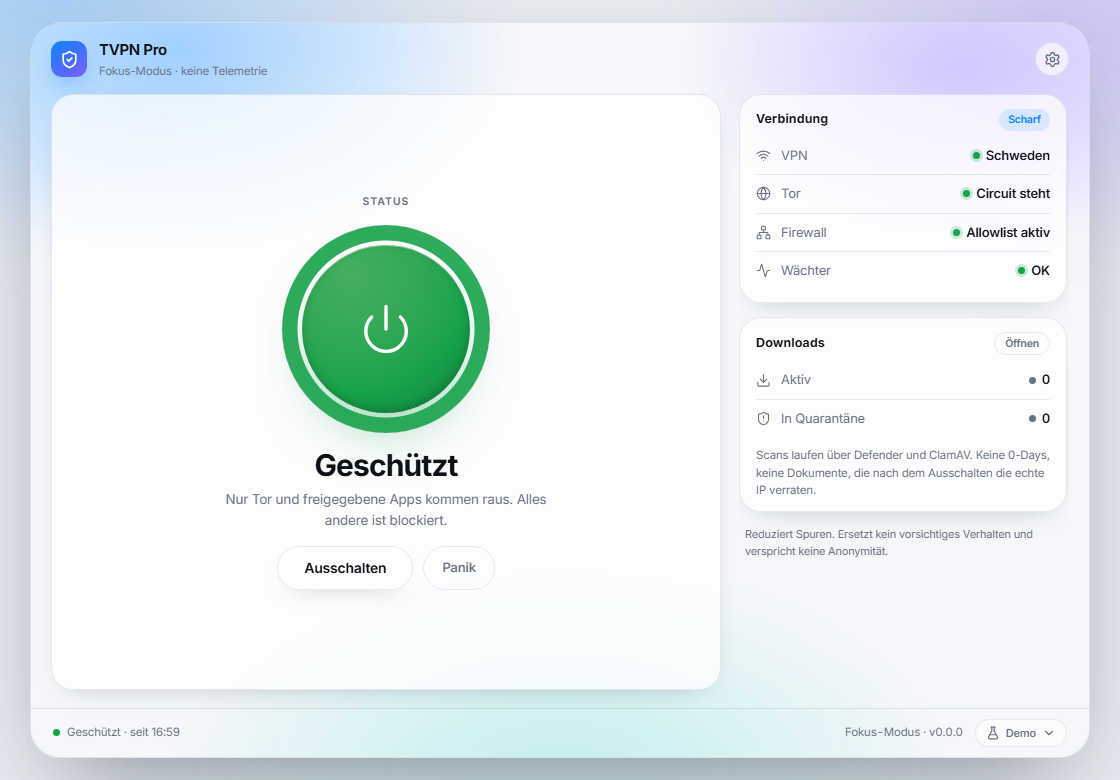 TVPN Pro
Fokus-Modus · keine Telemetrie
STATUS
Geschützt
Nur Tor und freigegebene Apps kommen raus. Alles
andere ist blockiert.
Ausschalten
Panik
Verbindung
Scharf
VPN
Schweden
Tor
Circuit steht
Firewall
Allowlist aktiv
Wächter
OK
Downloads
Öffnen
Aktiv
0
In Quarantäne
0
Scans laufen über Defender und ClamAV. Keine 0-Days,
keine Dokumente, die nach dem Ausschalten die echte
IP verraten.
Reduziert Spuren. Ersetzt kein vorsichtiges Verhalten und
verspricht keine Anonymität.
Geschützt · seit 16:59
Fokus-Modus · v0.0.0
Demo